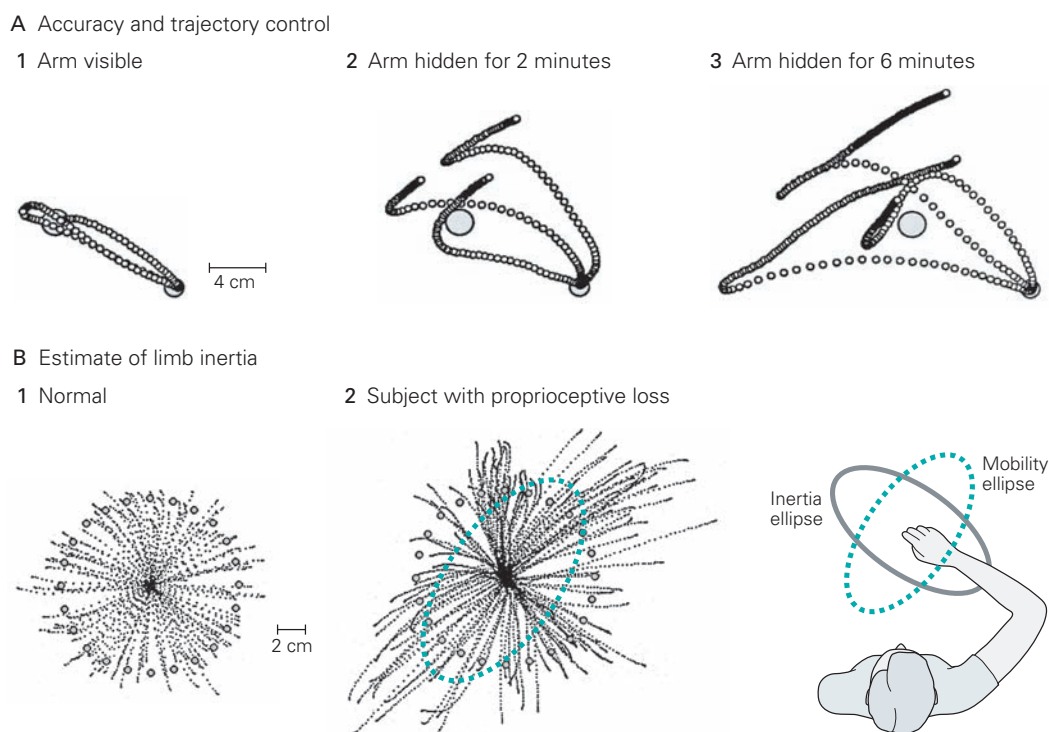 A Accuracy and trajectory control
1 Arm visible
2 Arm hidden for 2 minutes
3 Arm hidden for 6 minutes
4 cm
B Estimate of limb inertia
1 Normal
2 Subject with proprioceptive loss
2 cm
Inertia
ellipse
Mobility
ellipse